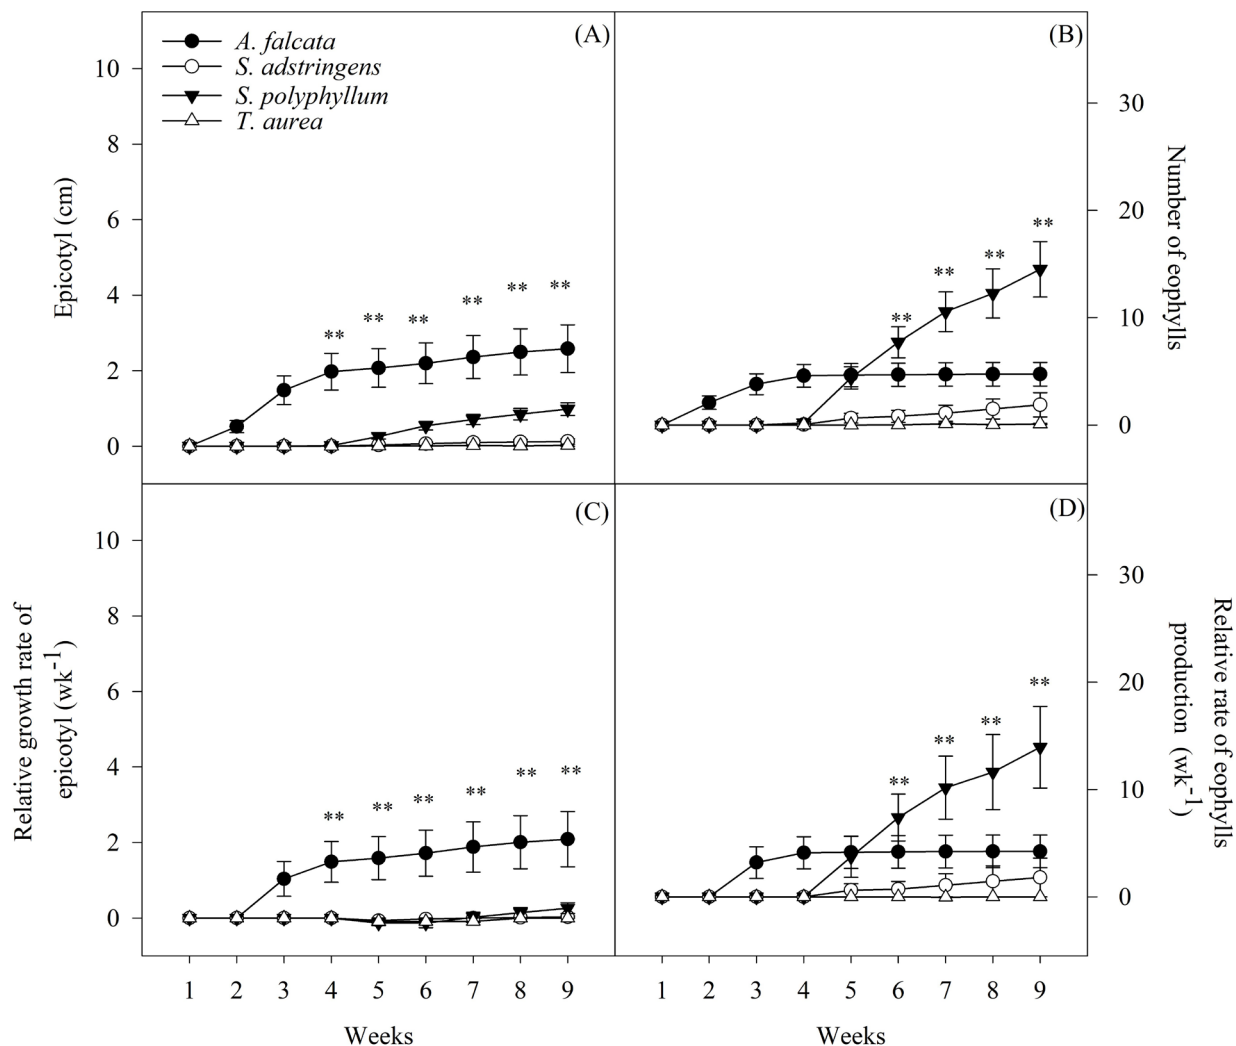 (A)
A. falcata
S. adstringens
S. polyphyllum
T. aurea
10
8
6
4
2
0
Epicotyl (cm)
** ** ** ** ** **
(B)
30
20
10
0
Number of eophylls
** ** ** **
(C)
10
8
6
4
2
0
Relative growth rate of
epicotyl (wk-1)
** ** ** ** ** **
1 2 3 4 5 6 7 8 9
Weeks
(D)
30
20
10
0
Relative rate of eophylls
production (wk-1)
** ** ** **
1 2 3 4 5 6 7 8 9
Weeks